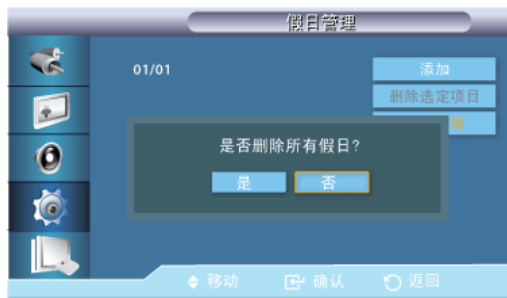 假日管理
01/01
添加
删除选定项目
除
是否删除所有假日?
是 否
移动 确认 返回